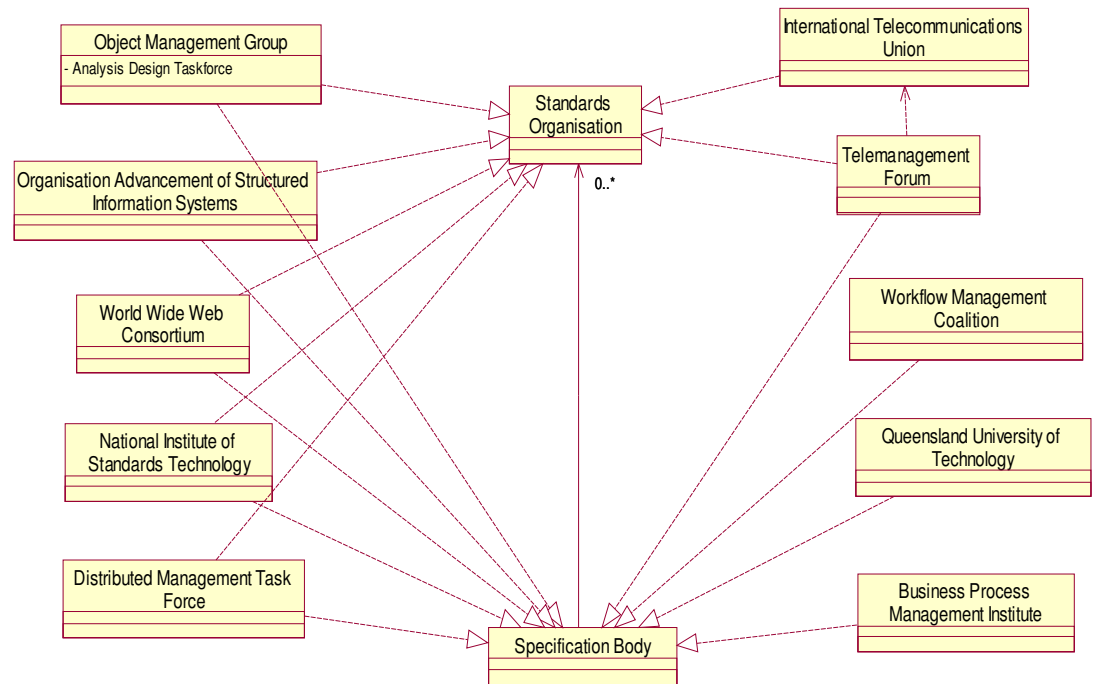 Object Management Group
- Analysis Design Taskforce
International Telecommunications
Union
Standards
Organisation
0..*
Telemanagement
Forum
Organisation Advancement of Structured
Information Systems
World Wide Web
Consortium
Workflow Management
Coalition
National Institute of
Standards Technology
Queensland University of
Technology
Distributed Management Task
Force
Business Process
Management Institute
Specification Body